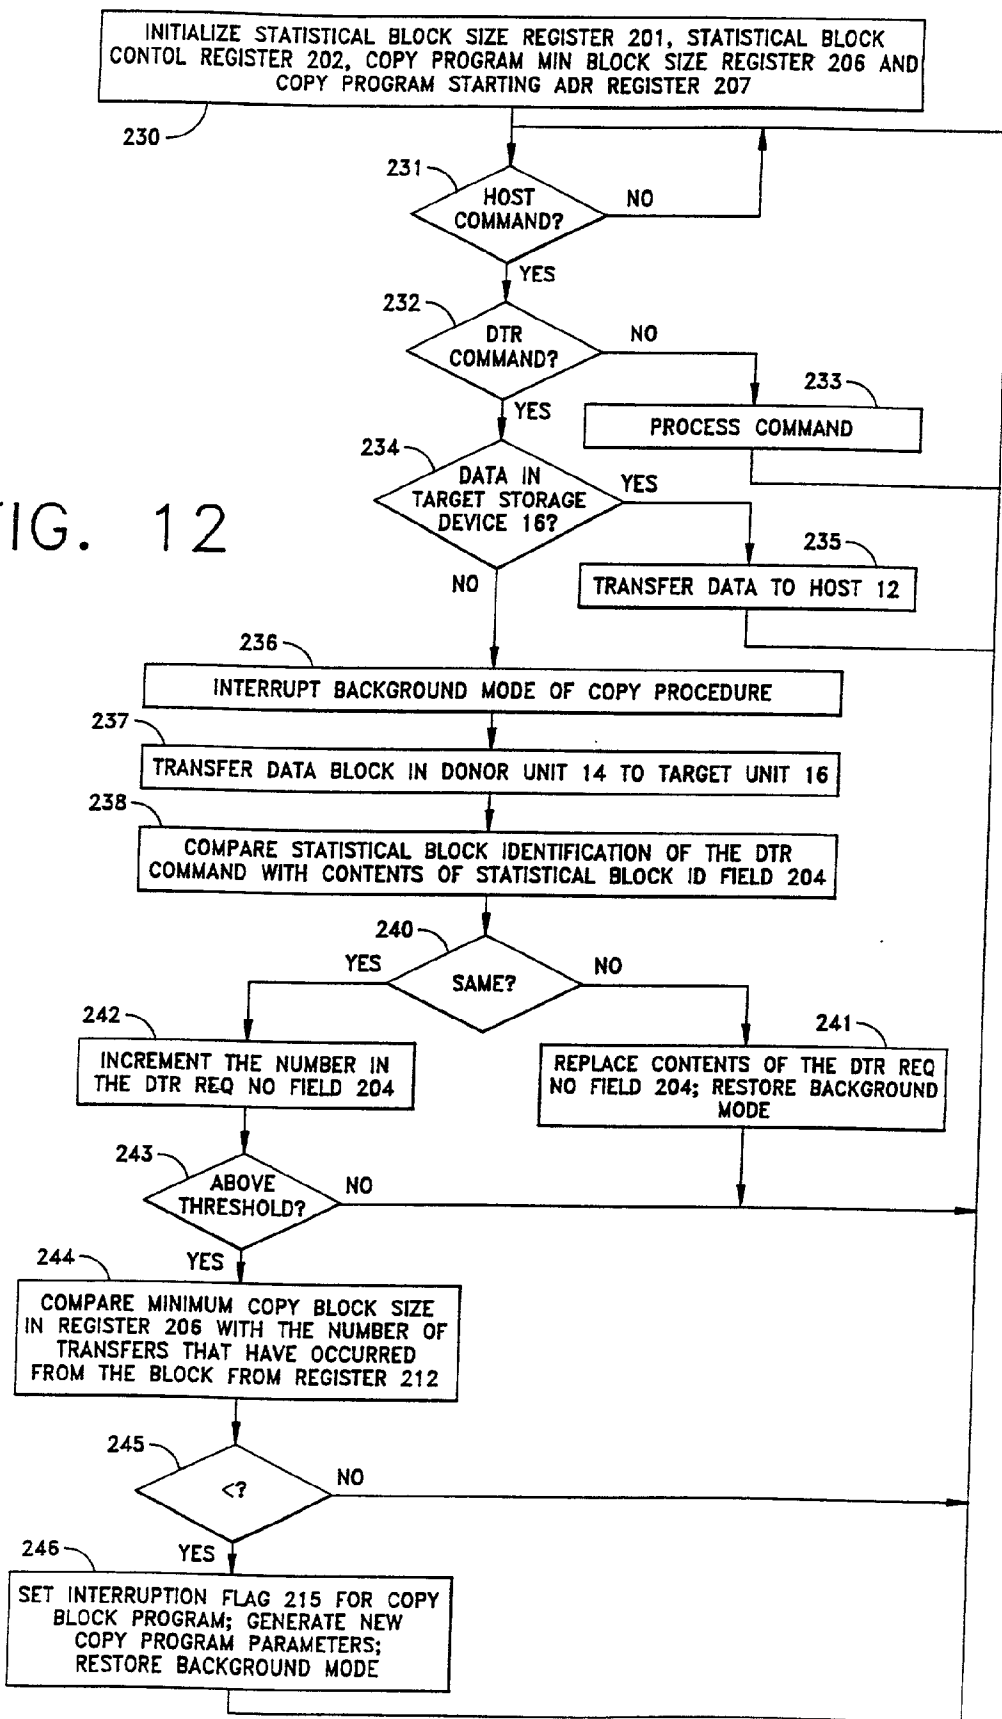 INITIALIZE STATISTICAL BLOCK SIZE REGISTER 201, STATISTICAL BLOCK
CONTOL REGISTER 202, COPY PROGRAM MIN BLOCK SIZE REGISTER 206 AND
COPY PROGRAM STARTING ADR REGISTER 207
230
231
HOST
COMMAND?
NO
YES
232
DTR
COMMAND?
NO
YES
233
PROCESS COMMAND
234
DATA IN
TARGET STORAGE
DEVICE 16?
YES
NO
FIG. 12
235
TRANSFER DATA TO HOST 12
236
INTERRUPT BACKGROUND MODE OF COPY PROCEDURE
237
TRANSFER DATA BLOCK IN DONOR UNIT 14 TO TARGET UNIT 16
238
COMPARE STATISTICAL BLOCK IDENTIFICATION OF THE DTR
COMMAND WITH CONTENTS OF STATISTICAL BLOCK ID FIELD 204
240
SAME?
YES
NO
242
INCREMENT THE NUMBER IN
THE DTR REQ NO FIELD 204
241
REPLACE CONTENTS OF THE DTR REQ
NO FIELD 204; RESTORE BACKGROUND
MODE
243
ABOVE
THRESHOLD?
NO
YES
244
COMPARE MINIMUM COPY BLOCK SIZE
IN REGISTER 206 WITH THE NUMBER OF
TRANSFERS THAT HAVE OCCURRED
FROM THE BLOCK FROM REGISTER 212
245
<?
NO
YES
246
SET INTERRUPTION FLAG 215 FOR COPY
BLOCK PROGRAM; GENERATE NEW
COPY PROGRAM PARAMETERS;
RESTORE BACKGROUND MODE